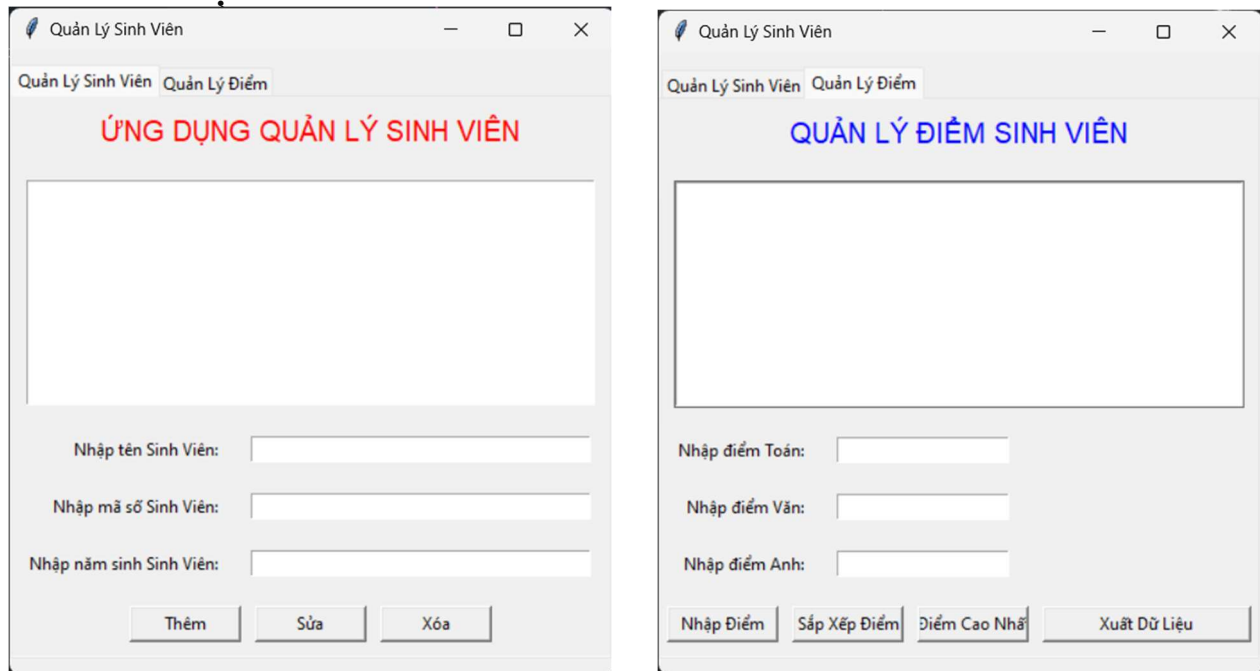 Quản Lý Sinh Viên
Quản Lý Sinh Viên Quản Lý Điểm
ỨNG DỤNG QUẢN LÝ SINH VIÊN
Nhập tên Sinh Viên:
Nhập mã số Sinh Viên:
Nhập năm sinh Sinh Viên:
Thêm Sửa Xóa
Quản Lý Sinh Viên
Quản Lý Sinh Viên Quản Lý Điểm
QUẢN LÝ ĐIỂM SINH VIÊN
Nhập điểm Toán:
Nhập điểm Văn:
Nhập điểm Anh:
Nhập Điểm Sắp Xếp Điểm Điểm Cao Nhấ Xuất Dữ Liệu